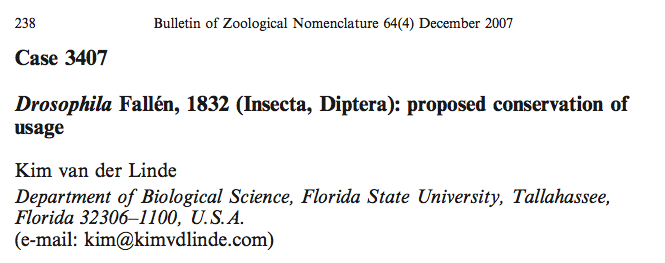 238 Bulletin of Zoological Nomenclature 64(4) December 2007
Case 3407
Drosophila Fallén, 1832 (Insecta, Diptera): proposed conservation of
usage
Kim van der Linde
Department of Biological Science, Florida State University, Tallahassee,
Florida 32306–1100, U.S.A.
(e-mail: kim@kimvdlinde.com)